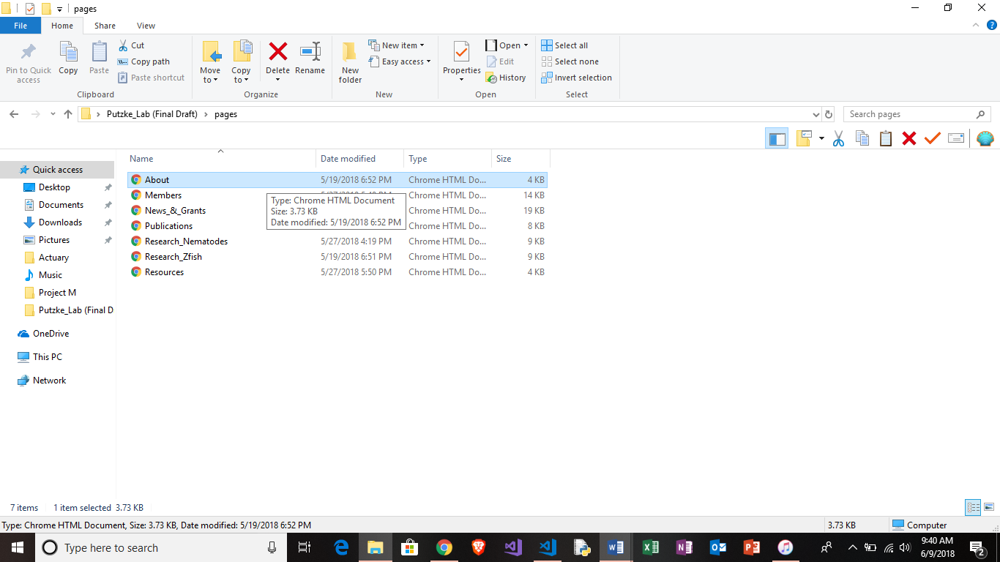 pages
File Home Share View
Pin to Quick access
Copy
Paste
Cut
Copy path
Paste shortcut
Clipboard
Move to
Copy to
Delete
Rename
Organize
New folder
New item
Easy access
New
Properties
Open
Edit
History
Open
Select all
Select none
Invert selection
Select
Putzke_Lab (Final Draft) › pages
Search pages
Name Date modified Type Size
Quick access
Desktop
Documents
Downloads
Pictures
Actuary
Music
Project M
Putzke_Lab (Final D
OneDrive
This PC
Network
About 5/19/2018 6:52 PM Chrome HTML Do... 4 KB
Members Chrome HTML Do... 14 KB
News_&_Grants Chrome HTML Do... 19 KB
Publications Chrome HTML Do... 8 KB
Research_Nematodes 5/27/2018 4:19 PM Chrome HTML Do... 9 KB
Research_Zfish 5/19/2018 6:51 PM Chrome HTML Do... 9 KB
Resources 5/27/2018 5:50 PM Chrome HTML Do... 4 KB
Type: Chrome HTML Document
Size: 3.73 KB
Date modified: 5/19/2018 6:52 PM
7 items 1 item selected 3.73 KB
Type: Chrome HTML Document, Size: 3.73 KB, Date modified: 5/19/2018 6:52 PM 3.73 KB Computer
Type here to search
9:40 AM
6/9/2018
2